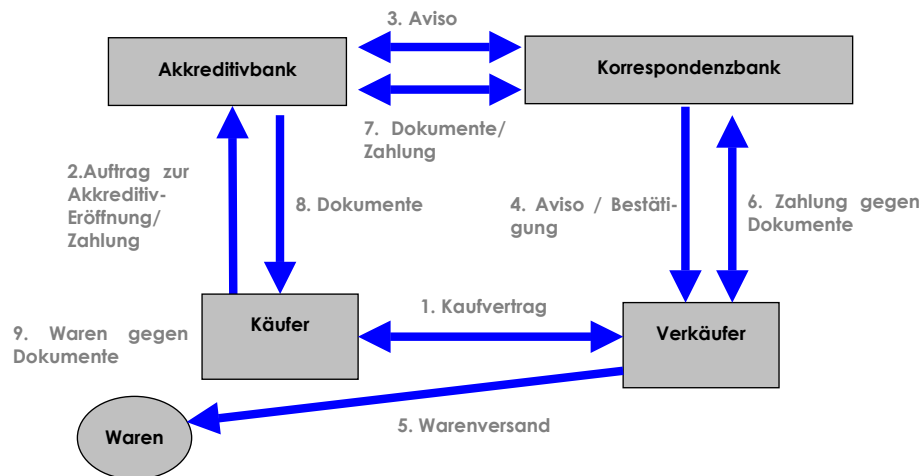 3. Aviso
Akkreditivbank
Korrespondenzbank
7. Dokumente/
Zahlung
2.Auftrag zur
Akkreditiv-
Eröffnung/
Zahlung
8. Dokumente
4. Aviso / Bestäti-
gung
6. Zahlung gegen
Dokumente
Käufer
1. Kaufvertrag
Verkäufer
9. Waren gegen
Dokumente
Waren
5. Warenversand